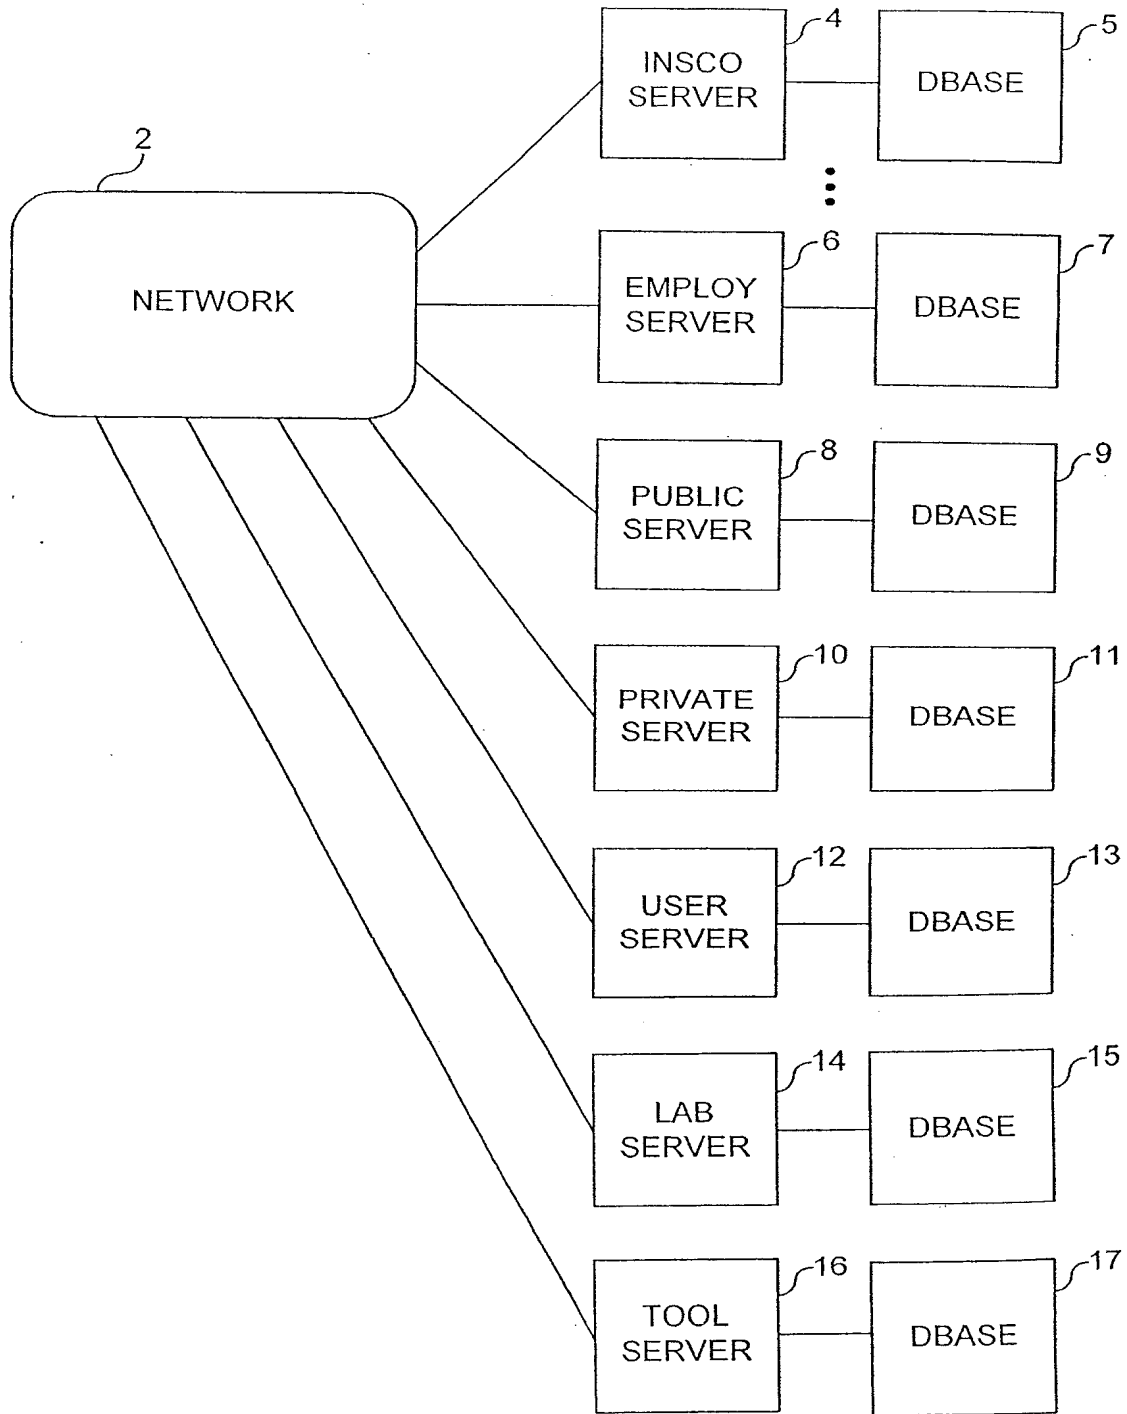 4
5
INSCO
SERVER
DBASE
2
NETWORK
6
7
EMPLOY
SERVER
DBASE
8
9
PUBLIC
SERVER
DBASE
10
11
PRIVATE
SERVER
DBASE
12
13
USER
SERVER
DBASE
14
15
LAB
SERVER
DBASE
16
17
TOOL
SERVER
DBASE